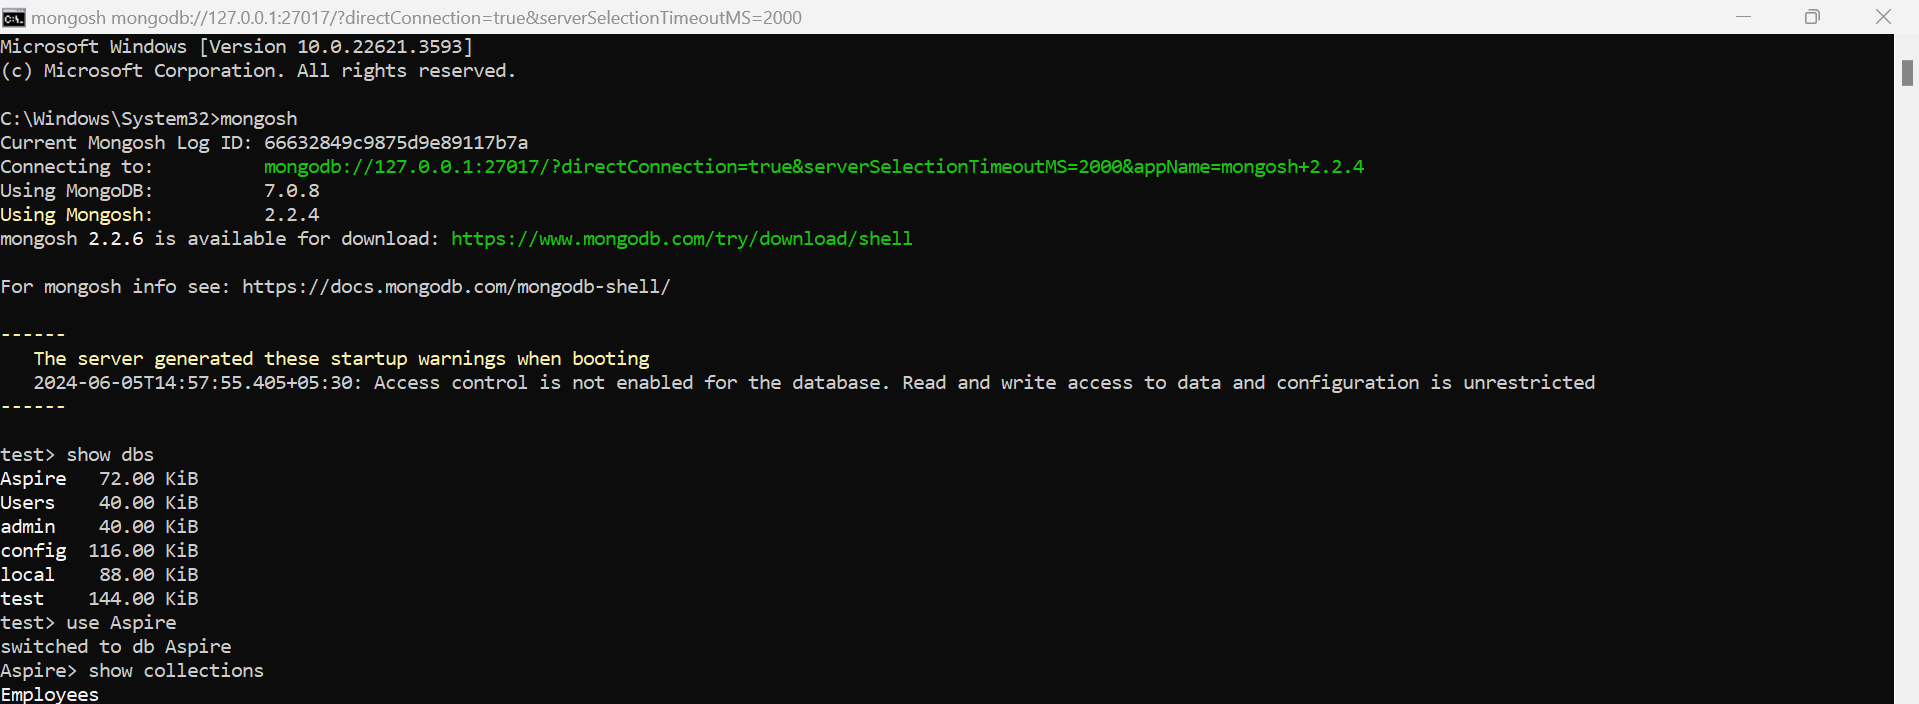 mongosh mongodb://127.0.0.1:27017/?directConnection=true&serverSelectionTimeoutMS=2000
Microsoft Windows [Version 10.0.22621.3593]
(c) Microsoft Corporation. All rights reserved.
C:\Windows\System32>mongosh
Current Mongosh Log ID: 66632849c9875d9e89117b7a
Connecting to:          mongodb://127.0.0.1:27017/?directConnection=true&serverSelectionTimeoutMS=2000&appName=mongosh+2.2.4
Using MongoDB:          7.0.8
Using Mongosh:          2.2.4
mongosh 2.2.6 is available for download: https://www.mongodb.com/try/download/shell
For mongosh info see: https://docs.mongodb.com/mongodb-shell/
------
   The server generated these startup warnings when booting
   2024-06-05T14:57:55.405+05:30: Access control is not enabled for the database. Read and write access to data and configuration is unrestricted
------
test> show dbs
Aspire   72.00 KiB
Users    40.00 KiB
admin    40.00 KiB
config  116.00 KiB
local    88.00 KiB
test    144.00 KiB
test> use Aspire
switched to db Aspire
Aspire> show collections
Employees